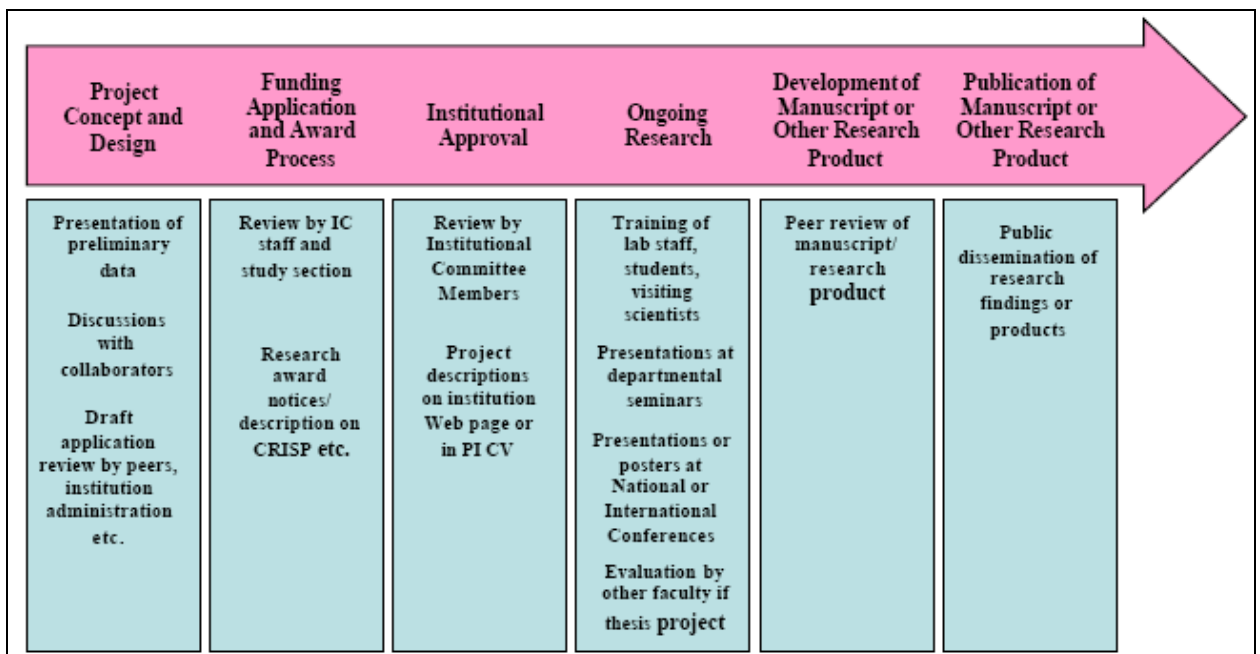 Project
Concept and
Design
Funding
Application
and Award
Process
Institutional
Approval
Ongoing
Research
Development of
Manuscript or
Other Research
Product
Publication of
Manuscript or
Other Research
Product
Presentation of
preliminary
data
Discussions
with
collaborators
Draft
application
review by peers,
institution
administration
etc.
Review by IC
staff and
study section
Research
award
notices/
description on
CRISP etc.
Review by
Institutional
Committee
Members
Project
descriptions
on institution
Web page or
in PI CV
Training of
lab staff,
students,
visiting
scientists
Presentations at
departmental
seminars
Presentations or
posters at
National or
International
Conferences
Evaluation by
other faculty if
thesis project
Peer review of
manuscript/
research
product
Public
dissemination of
research
findings or
products